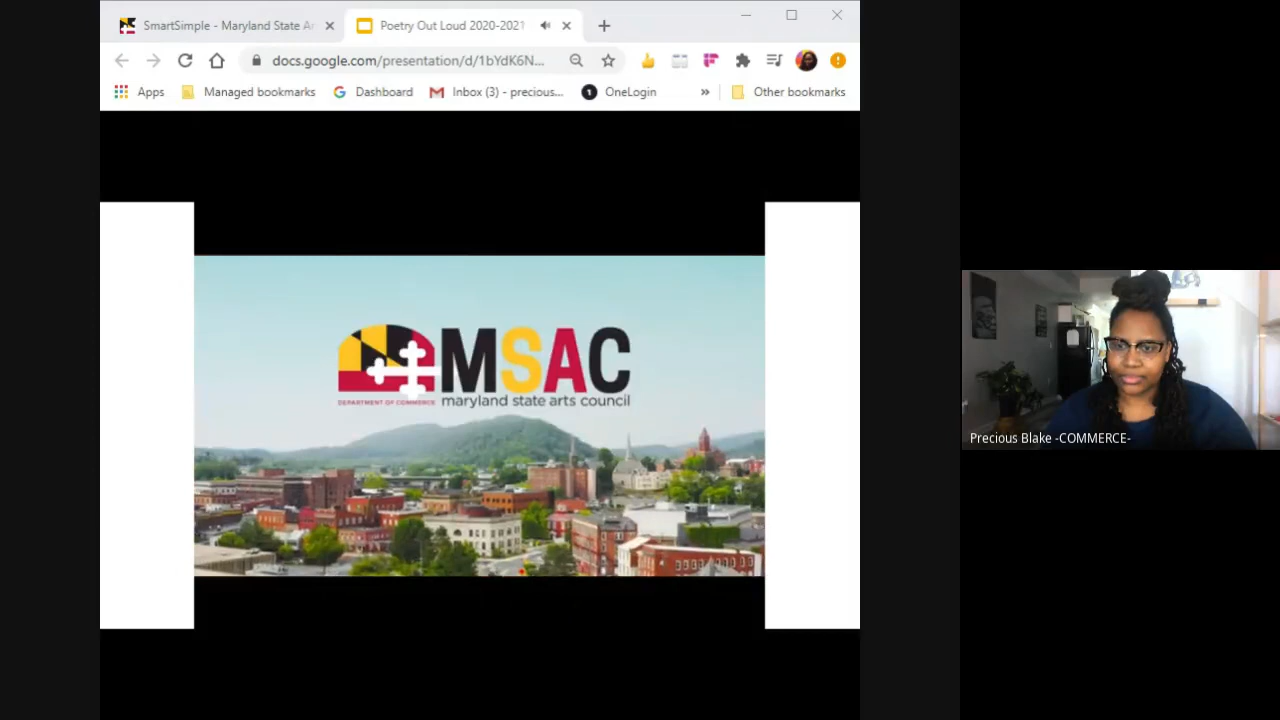 SmartSimple - Maryland State Ar
Poetry Out Loud 2020-2021
docs.google.com/presentation/d/1bYdK6N...
Apps
Managed bookmarks
Dashboard
Inbox (3) - precious...
OneLogin
»
Other bookmarks
MSAC
DEPARTMENT OF COMMERCE
maryland state arts council
Precious Blake -COMMERCE-